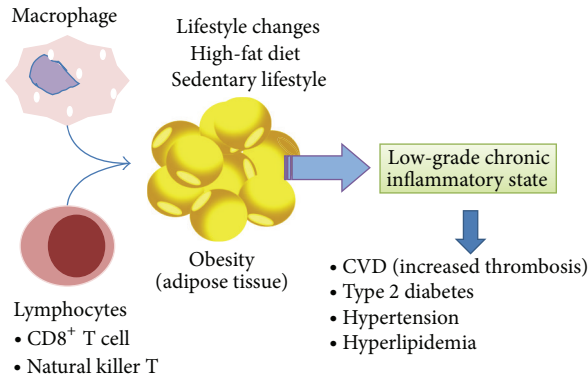 Macrophage
Lifestyle changes
High-fat diet
Sedentary lifestyle
Low-grade chronic
inflammatory state
Obesity
(adipose tissue)
Lymphocytes
• CD8⁺ T cell
• Natural killer T
• CVD (increased thrombosis)
• Type 2 diabetes
• Hypertension
• Hyperlipidemia